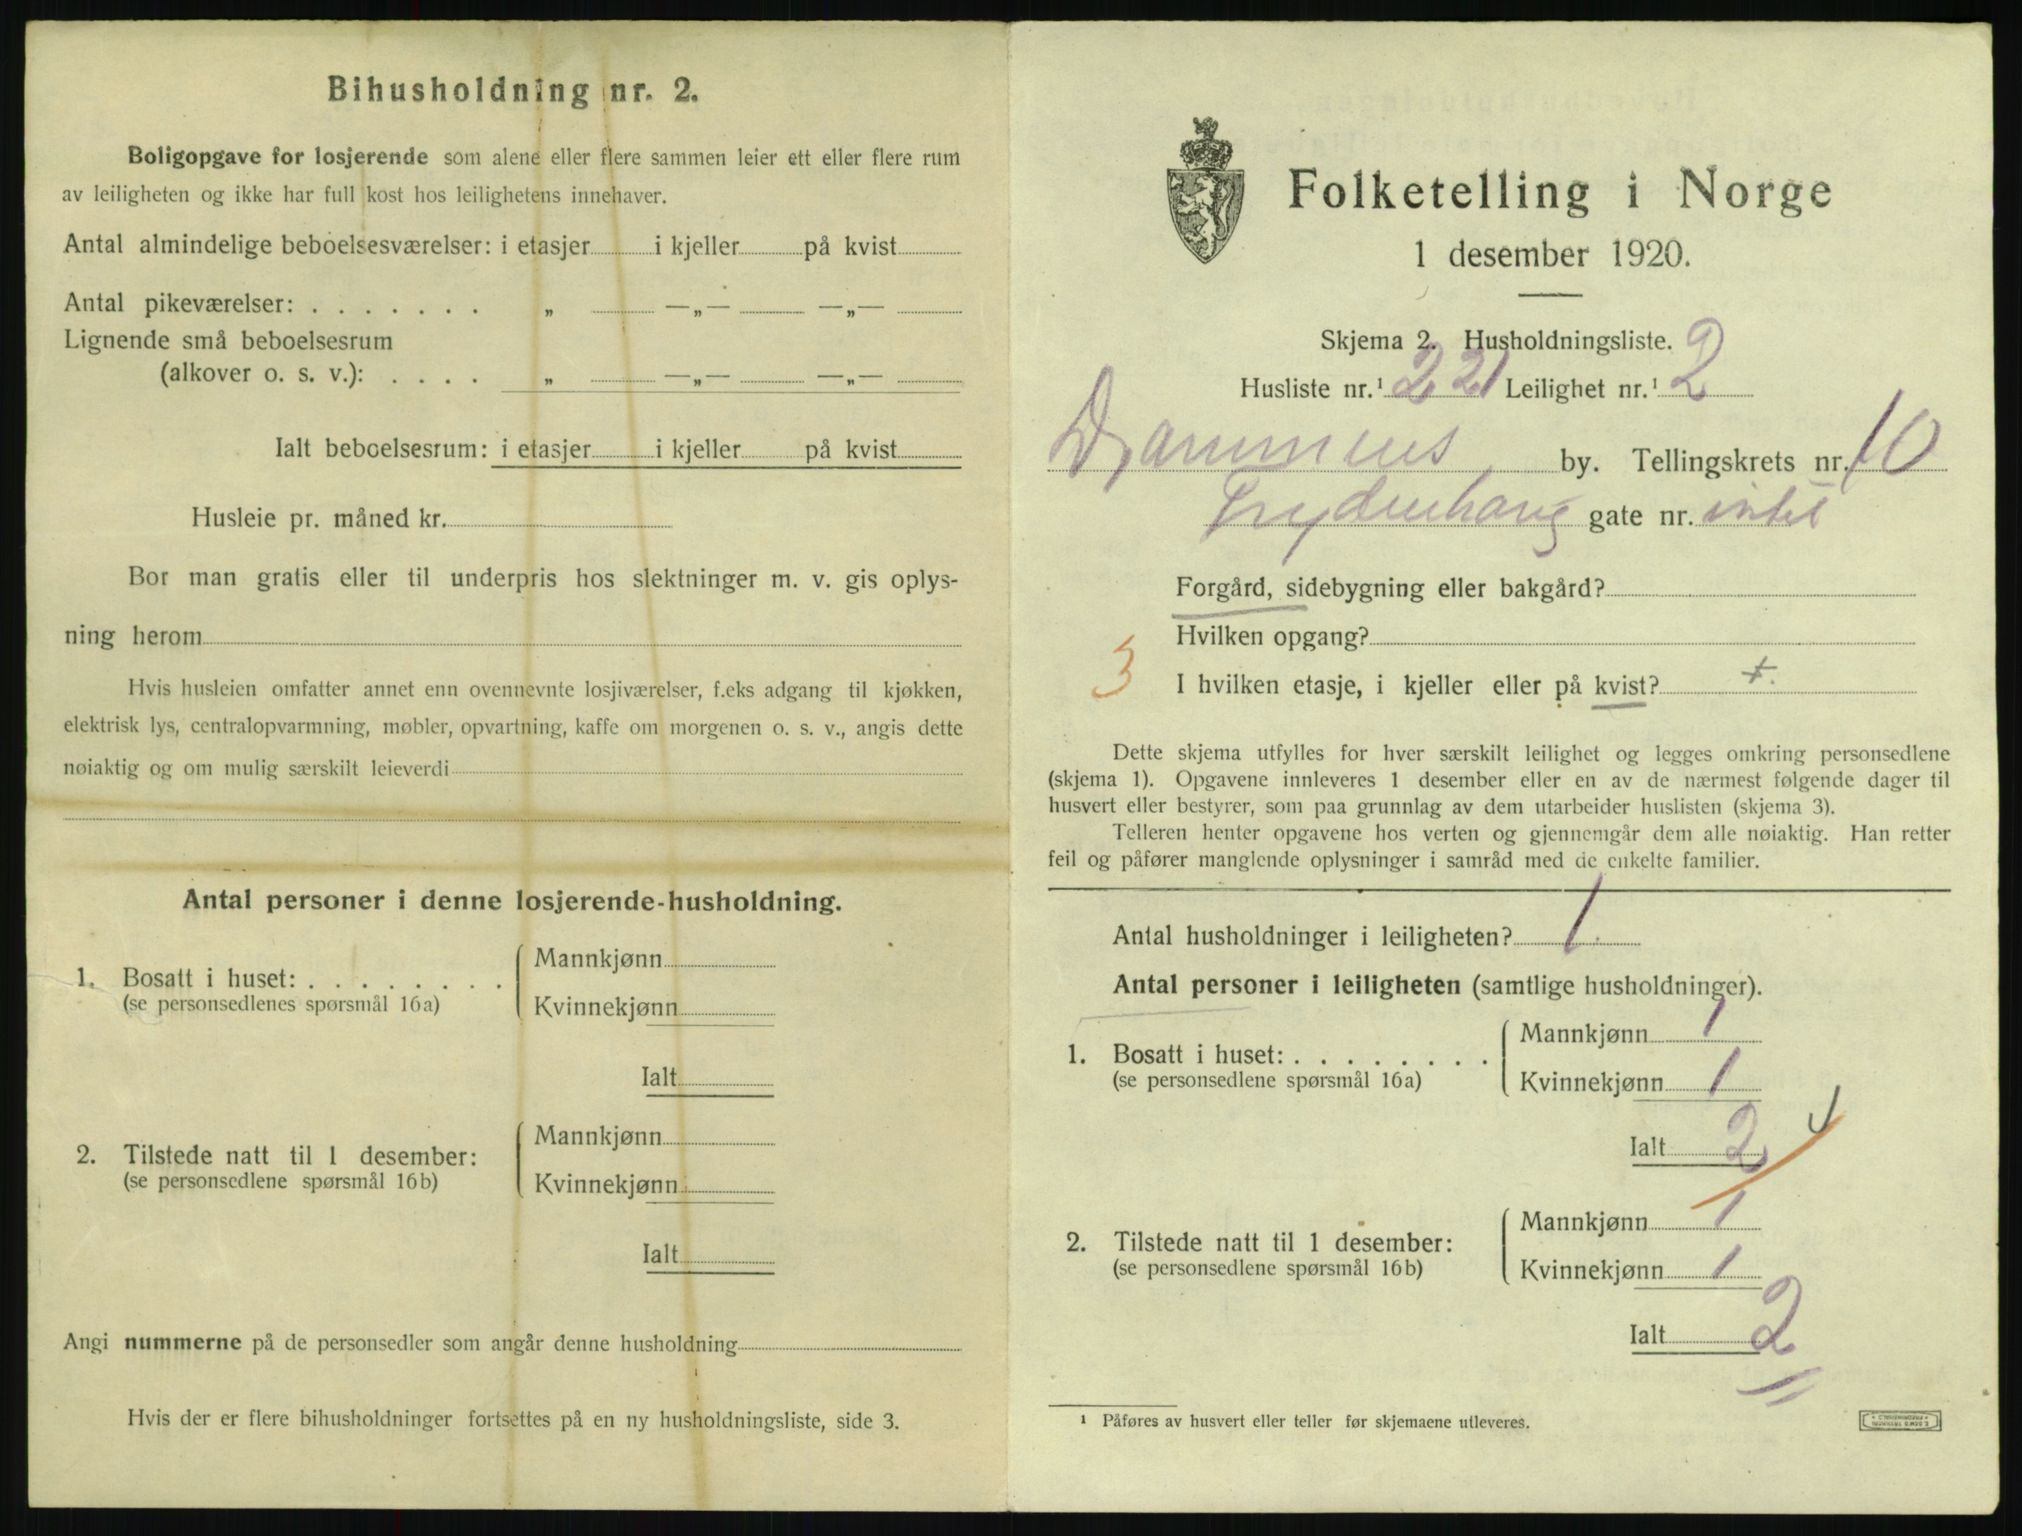 Bihusholdning nr. 2.
Boligopgave for losjerende som alene eller flere sammen leier ett eller flere rum
av leiligheten og ikke har full kost hos leilighetens innehaver.
Antal almindelige beboelsesværelser: i etasjer i kjeller på kvist
Antal pikeværelser: . . . . . . . „ —„— —„—
Lignende små beboelsesrum
(alkover o. s. v.): . . . . „ —„— —„—
Ialt beboelsesrum: i etasjer i kjeller på kvist
Husleie pr. måned kr.
Bor man gratis eller til underpris hos slektninger m. v. gis oplys-
ning herom
Hvis husleien omfatter annet enn ovennevnte losjiværelser, f.eks adgang til kjøkken,
elektrisk lys, centralopvarmning, møbler, opvartning, kaffe om morgenen o. s. v., angis dette
nøiaktig og om mulig særskilt leieverdi
Antal personer i denne losjerende-husholdning.
1. Bosatt i huset: . . . . . . . . Mannkjønn
(se personsedlenes spørsmål 16a) Kvinnekjønn
Ialt
2. Tilstede natt til 1 desember: Mannkjønn
(se personsedlene spørsmål 16b) Kvinnekjønn
Ialt
Angi nummerne på de personsedler som angår denne husholdning
Hvis der er flere bihusholdninger fortsettes på en ny husholdningsliste, side 3.
Folketelling i Norge
1 desember 1920.
Skjema 2. Husholdningsliste. 2
Husliste nr.¹ 221 Leilighet nr.¹ 2
Drammens by. Tellingskrets nr. 10
Frydenhaug gate nr. intet
Forgård, sidebygning eller bakgård?
Hvilken opgang?
3 I hvilken etasje, i kjeller eller på kvist? +.
Dette skjema utfylles for hver særskilt leilighet og legges omkring personsedlene
(skjema 1). Opgavene innleveres 1 desember eller en av de nærmest følgende dager til
husvert eller bestyrer, som paa grunnlag av dem utarbeider huslisten (skjema 3).
Telleren henter opgavene hos verten og gjennemgår dem alle nøiaktig. Han retter
feil og påfører manglende oplysninger i samråd med de enkelte familier.
Antal husholdninger i leiligheten? 1.
Antal personer i leiligheten (samtlige husholdninger).
1. Bosatt i huset: . . . . . . . . Mannkjønn 1
(se personsedlene spørsmål 16a) Kvinnekjønn 1
Ialt 2
2. Tilstede natt til 1 desember: Mannkjønn 1
(se personsedlene spørsmål 16b) Kvinnekjønn 1
Ialt 2
¹ Påføres av husvert eller teller før skjemaene utleveres.